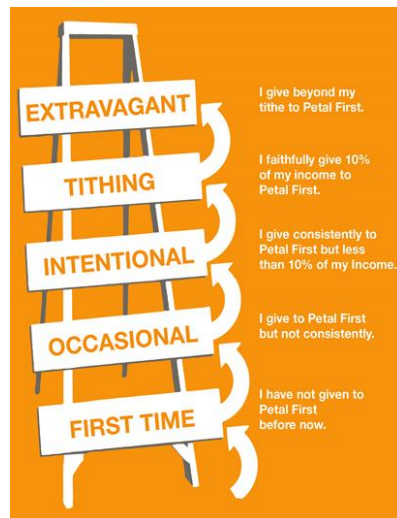 EXTRAVAGANT
I give beyond my
tithe to Petal First.
TITHING
I faithfully give 10%
of my income to
Petal First.
INTENTIONAL
I give consistently to
Petal First but less
than 10% of my Income.
OCCASIONAL
I give to Petal First
but not consistently.
FIRST TIME
I have not given to
Petal First
before now.